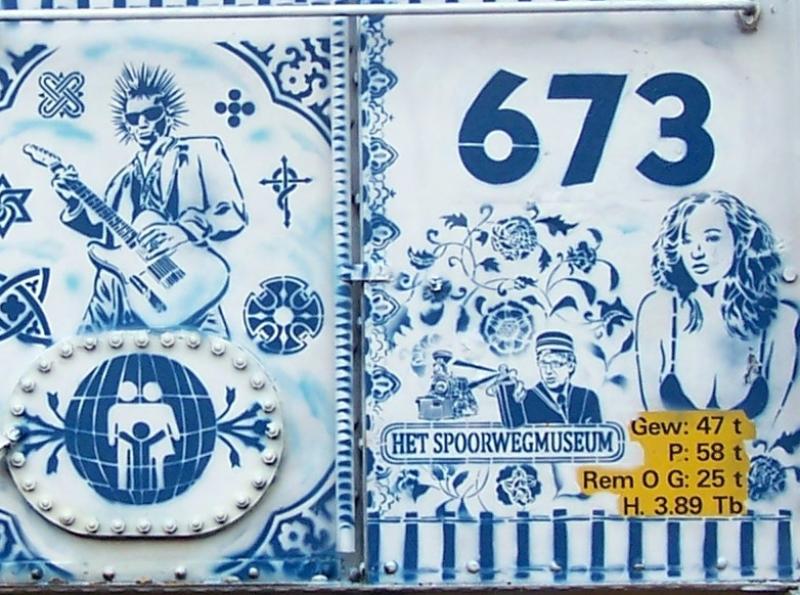 673
HET SPOORWEGMUSEUM
Gew: 47 t
P: 58 t
Rem O G: 25 t
H. 3.89 Tb